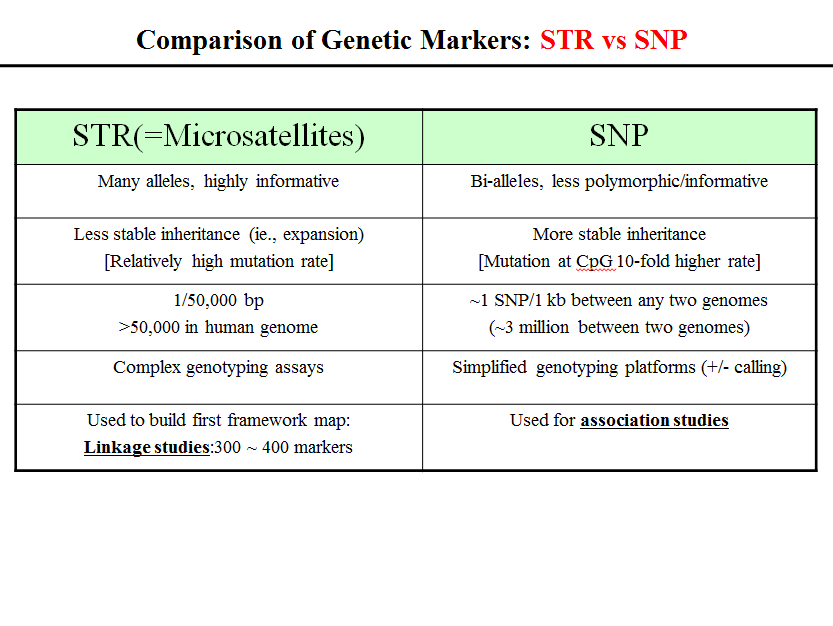 Comparison of Genetic Markers: STR vs SNP
STR(=Microsatellites)
SNP
Many alleles, highly informative
Bi-alleles, less polymorphic/informative
Less stable inheritance (ie., expansion)
[Relatively high mutation rate]
More stable inheritance
[Mutation at CpG 10-fold higher rate]
1/50,000 bp
>50,000 in human genome
~1 SNP/1 kb between any two genomes
(~3 million between two genomes)
Complex genotyping assays
Simplified genotyping platforms (+/- calling)
Used to build first framework map:
Linkage studies:300 ~ 400 markers
Used for association studies